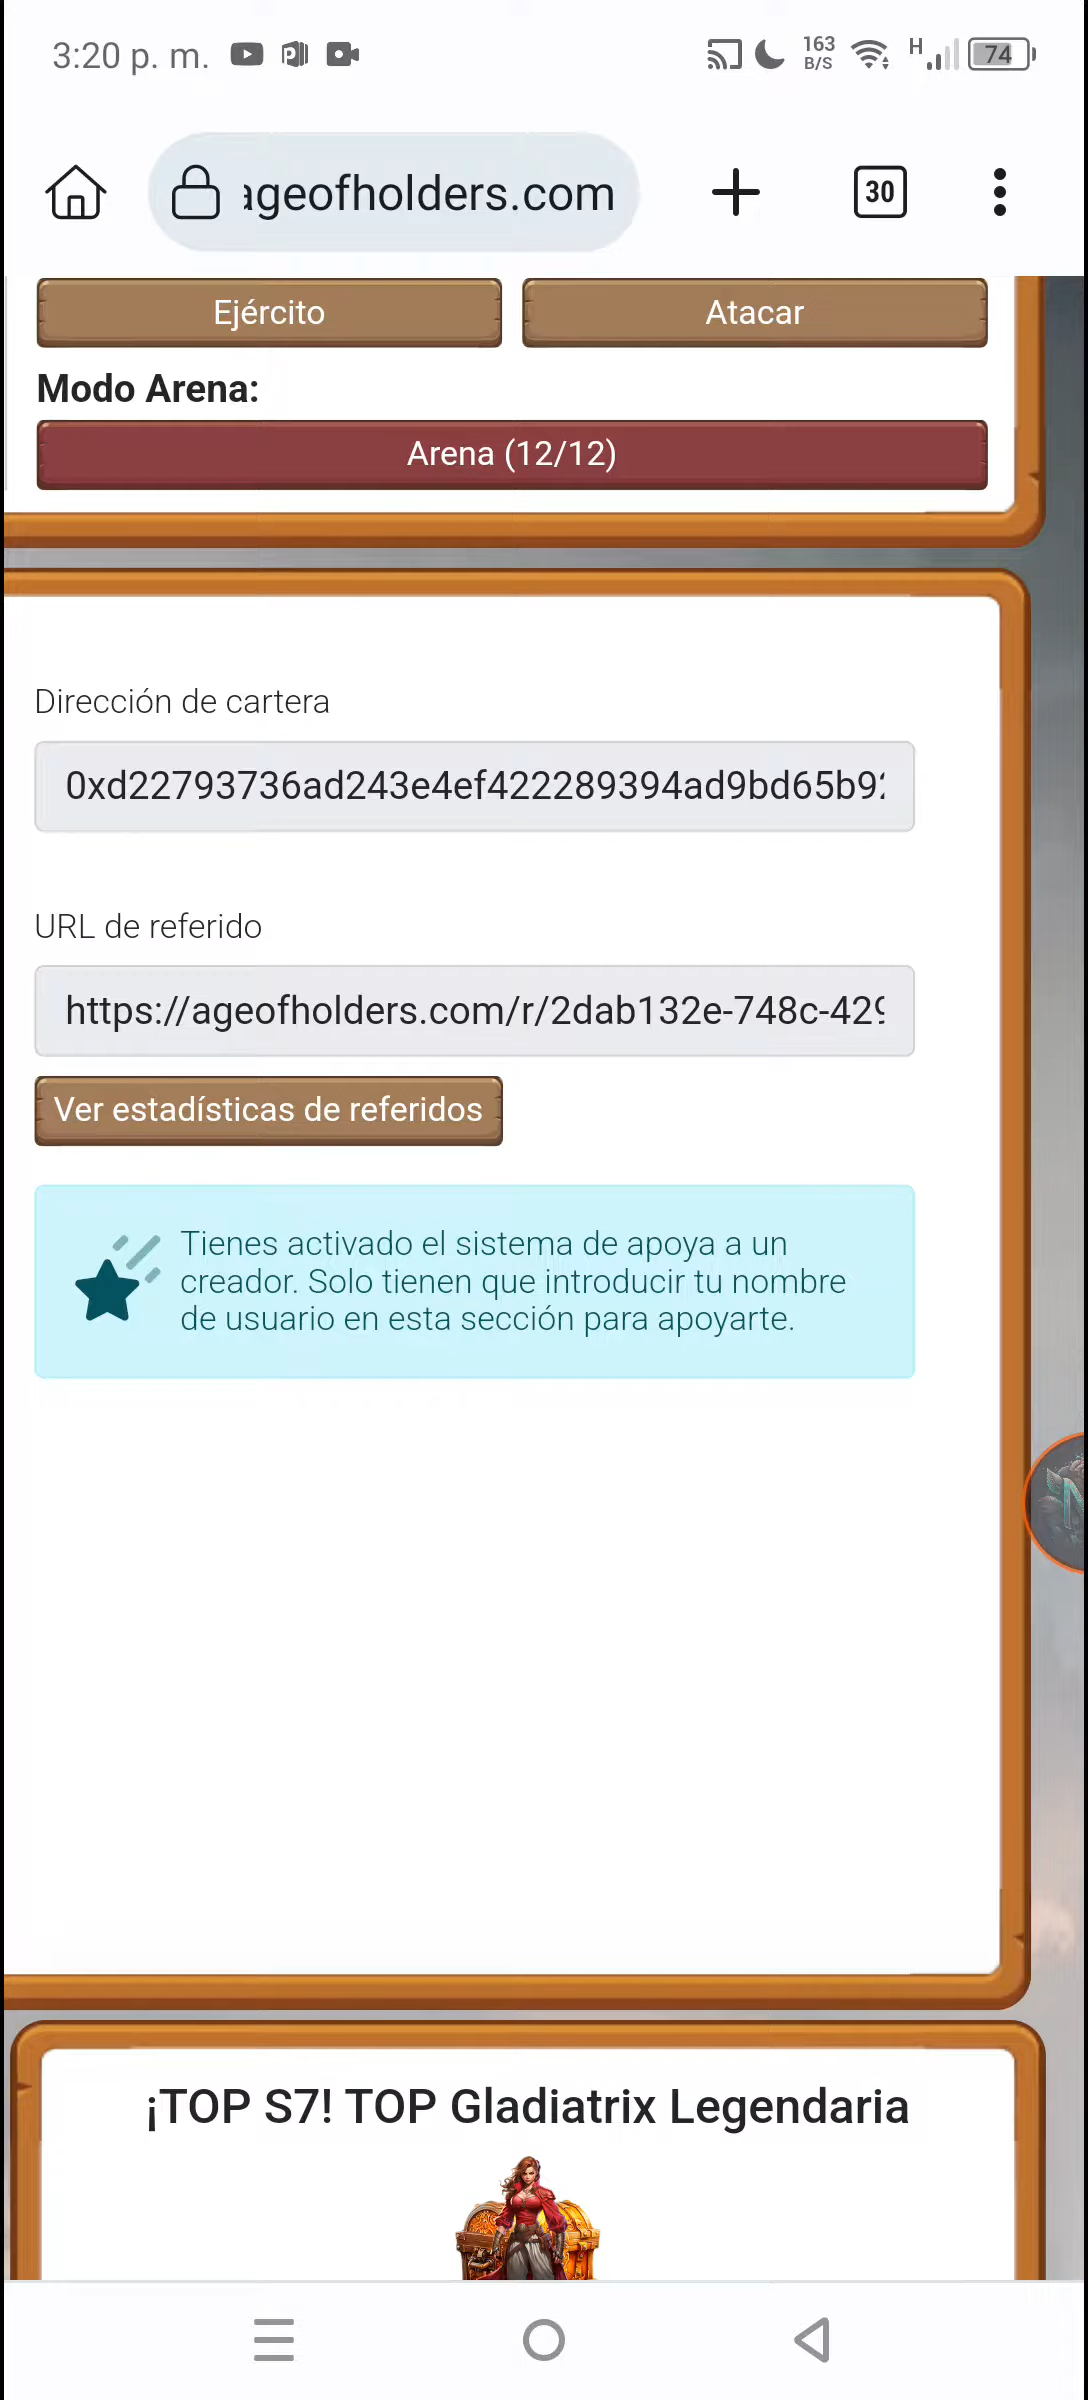 3:20 p. m. 163 B/S H 74
ageofholders.com 30
Ejército Atacar
Modo Arena:
Arena (12/12)
Dirección de cartera
0xd22793736ad243e4ef422289394ad9bd65b92
URL de referido
https://ageofholders.com/r/2dab132e-748c-429
Ver estadísticas de referidos
Tienes activado el sistema de apoya a un
creador. Solo tienen que introducir tu nombre
de usuario en esta sección para apoyarte.
¡TOP S7! TOP Gladiatrix Legendaria